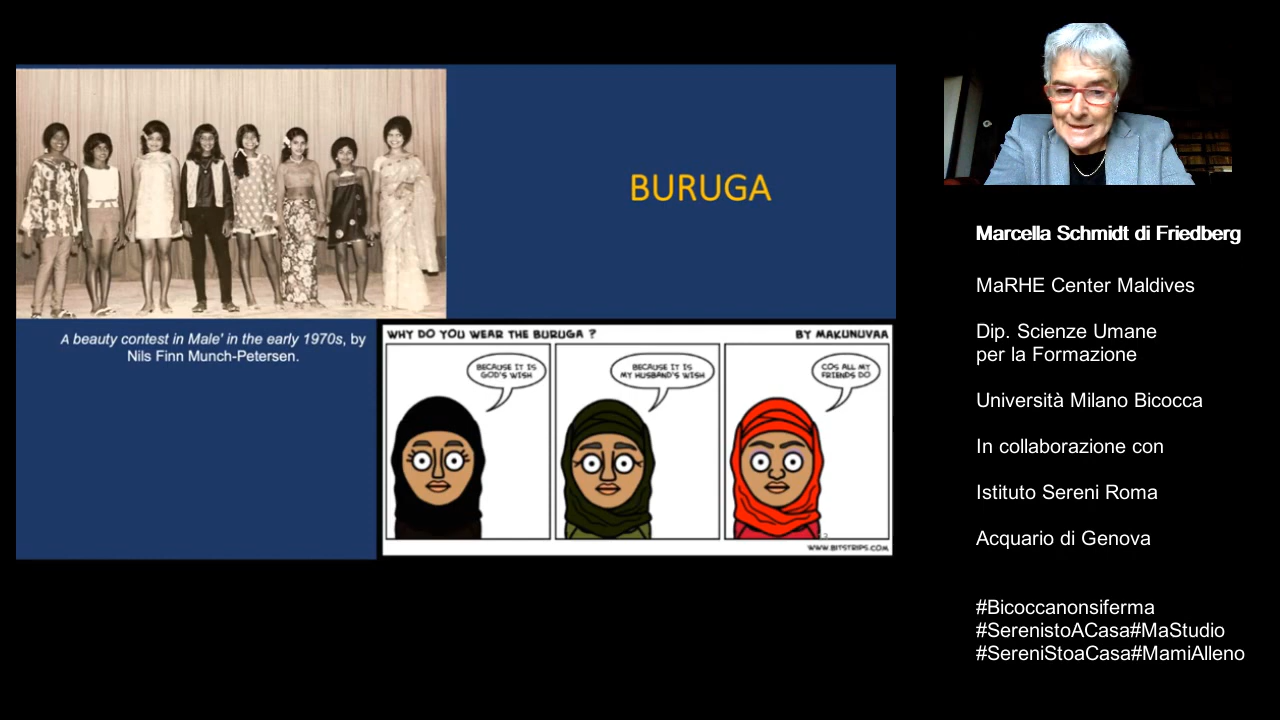 BURUGA
A beauty contest in Male' in the early 1970s, by
Nils Finn Munch-Petersen.
WHY DO YOU WEAR THE BURUGA ? BY MAKUNUVAA
BECAUSE IT IS
GOD'S WISH
BECAUSE IT IS
MY HUSBAND'S WISH
COS ALL MY
FRIENDS DO
WWW.BITSTRIPS.COM
Marcella Schmidt di Friedberg
MaRHE Center Maldives
Dip. Scienze Umane
per la Formazione
Università Milano Bicocca
In collaborazione con
Istituto Sereni Roma
Acquario di Genova
#Bicoccanonsiferma
#SerenistoACasa#MaStudio
#SereniStoaCasa#MamiAlleno